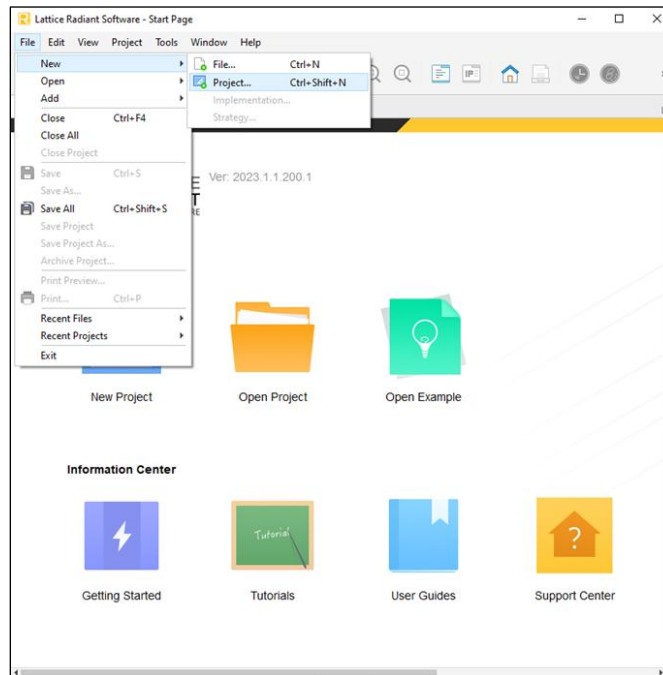 Lattice Radiant Software - Start Page
File Edit View Project Tools Window Help
New
File... Ctrl+N
Open
Project... Ctrl+Shift+N
Add
Implementation...
Close Ctrl+F4
Strategy...
Close All
Close Project
Save Ctrl+S
Ver: 2023.1.1.200.1
Save As...
Save All Ctrl+Shift+S
Save Project
Save Project As...
Archive Project...
Print Preview...
Print... Ctrl+P
Recent Files
Recent Projects
Exit
New Project Open Project Open Example
Information Center
Tutorial
Getting Started Tutorials User Guides Support Center